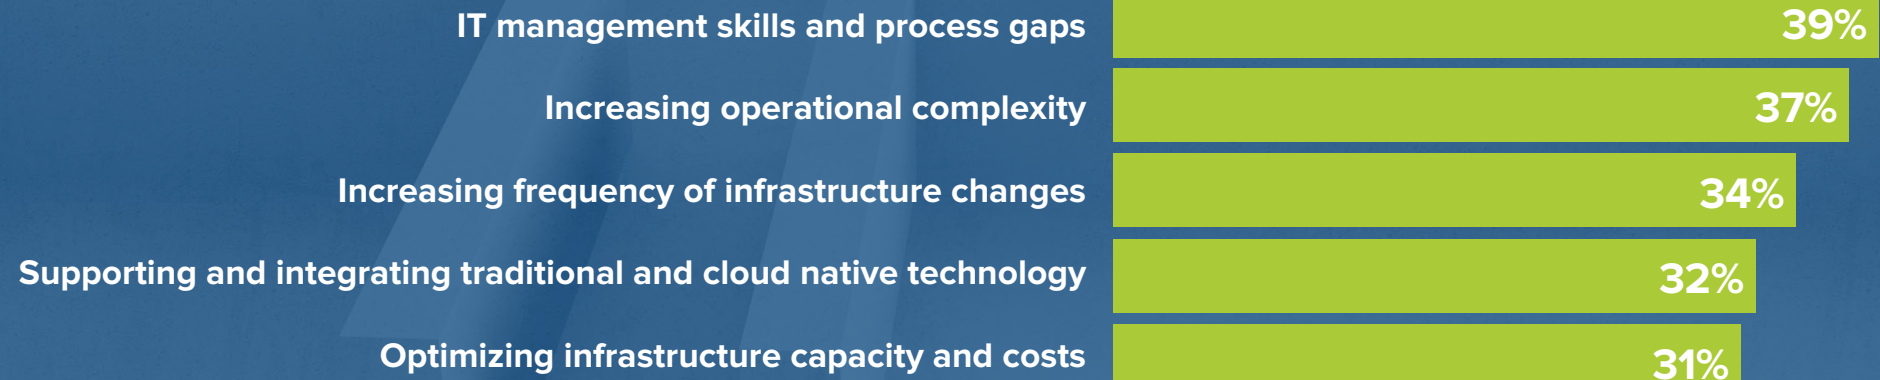 IT management skills and process gaps 39%
Increasing operational complexity 37%
Increasing frequency of infrastructure changes 34%
Supporting and integrating traditional and cloud native technology 32%
Optimizing infrastructure capacity and costs 31%